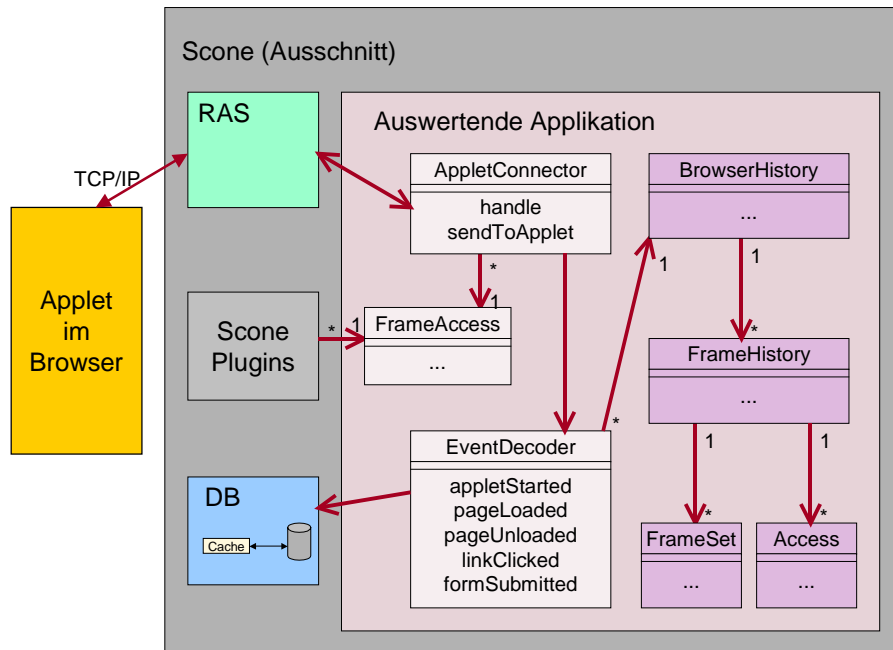 Scone (Ausschnitt)
RAS
Auswertende Applikation
TCP/IP
AppletConnector
handle
sendToApplet
BrowserHistory
...
*
1
1
1
Applet
im
Browser
Scone
Plugins
*
1
FrameAccess
...
*
FrameHistory
...
*
1
1
EventDecoder
appletStarted
pageLoaded
pageUnloaded
linkClicked
formSubmitted
DB
Cache
*
*
FrameSet
...
Access
...